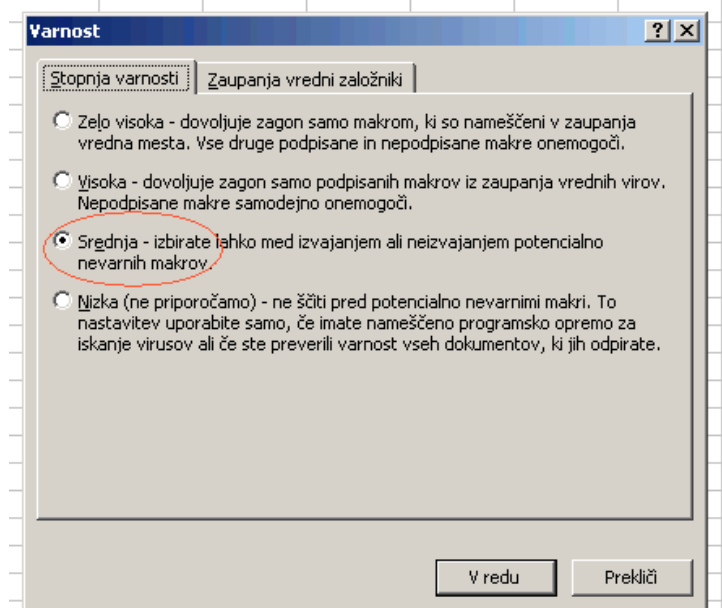 Varnost
Stopnja varnosti
Zaupanja vredni založniki
Zelo visoka - dovoljuje zagon samo makrom, ki so nameščeni v zaupanja
vredna mesta. Vse druge podpisane in nepodpisane makre onemogoči.
Visoka - dovoljuje zagon samo podpisanih makrov iz zaupanja vrednih virov.
Nepodpisane makre samodejno onemogoči.
Srednja - izbirate lahko med izvajanjem ali neizvajanjem potencialno
nevarnih makrov.
Nizka (ne priporočamo) - ne ščiti pred potencialno nevarnimi makri. To
nastavitev uporabite samo, če imate nameščeno programsko opremo za
iskanje virusov ali če ste preverili varnost vseh dokumentov, ki jih odpirate.
V redu
Prekliči